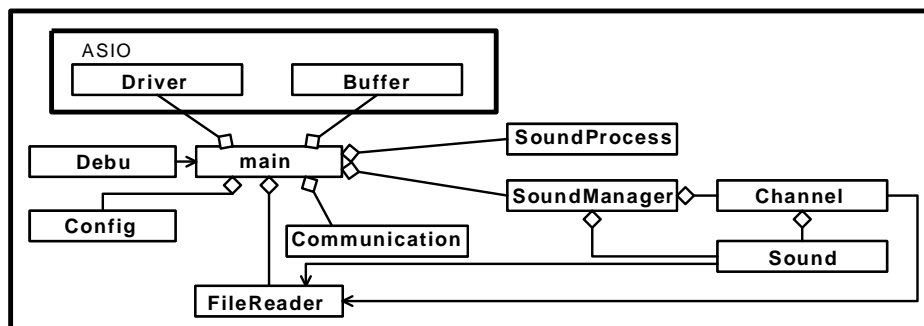 ASIO
Driver
Buffer
SoundProcess
Debu
main
SoundManager
Channel
Config
Communication
Sound
FileReader